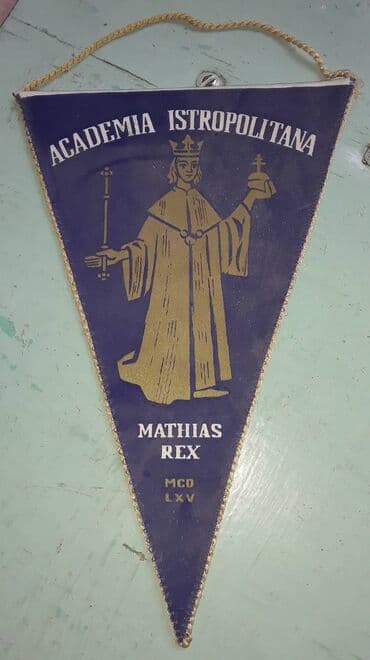 ACADEMIA ISTROPOLITANA
MATHIAS
REX
MCD
LXV